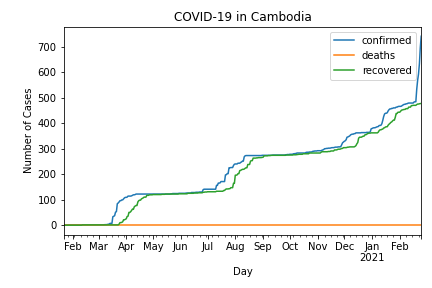 COVID-19 in Cambodia
confirmed
deaths
recovered
Number of Cases
700
600
500
400
300
200
100
0
Feb Mar Apr May Jun Jul Aug Sep Oct Nov Dec Jan Feb
2021
Day